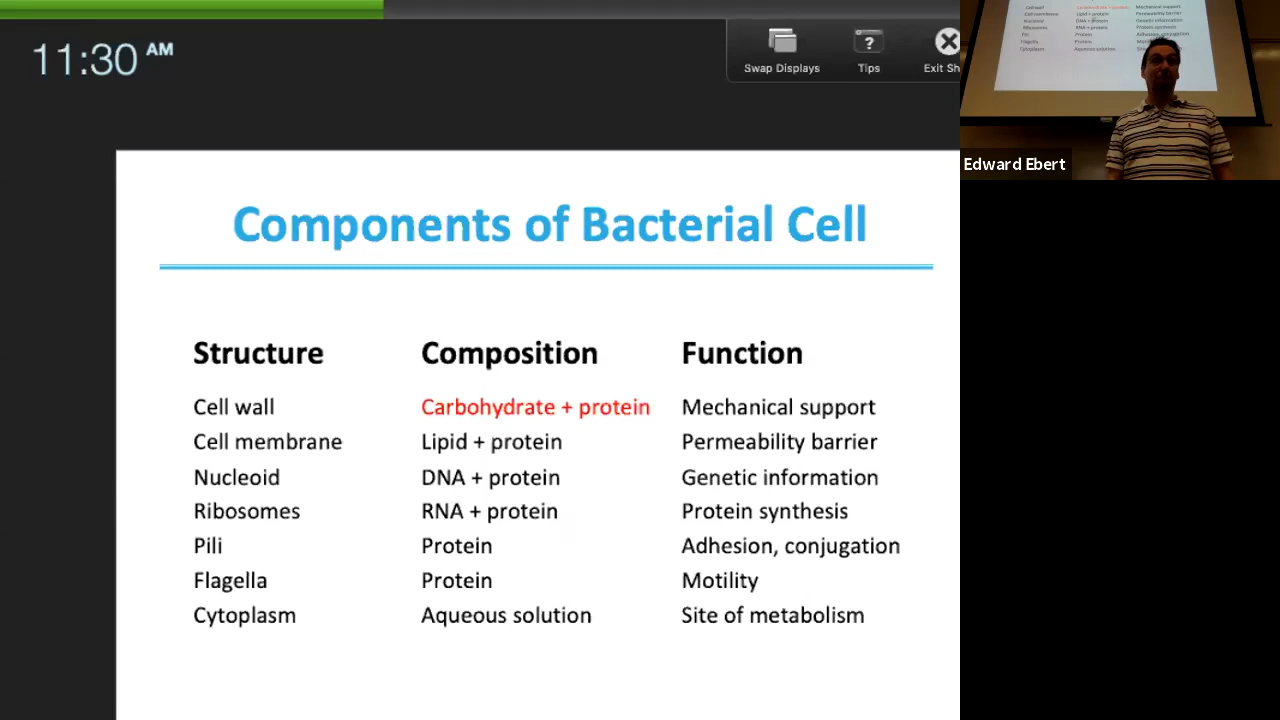 11:30 AM
Swap Displays
Tips
Exit Sh
Edward Ebert
Components of Bacterial Cell
Structure Composition Function
Cell wall Carbohydrate + protein Mechanical support
Cell membrane Lipid + protein Permeability barrier
Nucleoid DNA + protein Genetic information
Ribosomes RNA + protein Protein synthesis
Pili Protein Adhesion, conjugation
Flagella Protein Motility
Cytoplasm Aqueous solution Site of metabolism